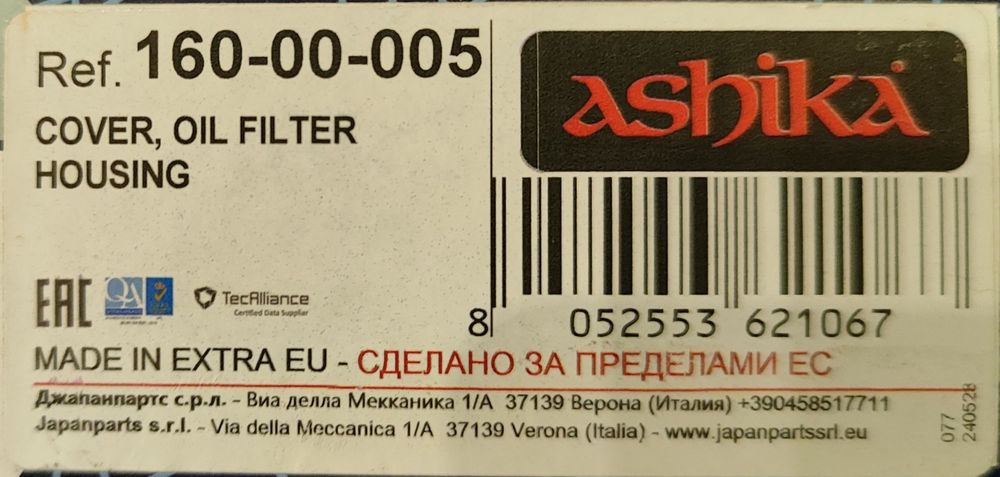 Ref. 160-00-005
COVER, OIL FILTER
HOUSING
ashika
8 052553 621067
EAC
QA
TecAlliance
Certified Data Supplier
MADE IN EXTRA EU - СДЕЛАНО ЗА ПРЕДЕЛАМИ ЕС
Джапанпартс с.р.л. - Виа делла Мекканика 1/А 37139 Верона (Италия) +390458517711
Japanparts s.r.l. - Via della Meccanica 1/A 37139 Verona (Italia) - www.japanpartssrl.eu
077
240528